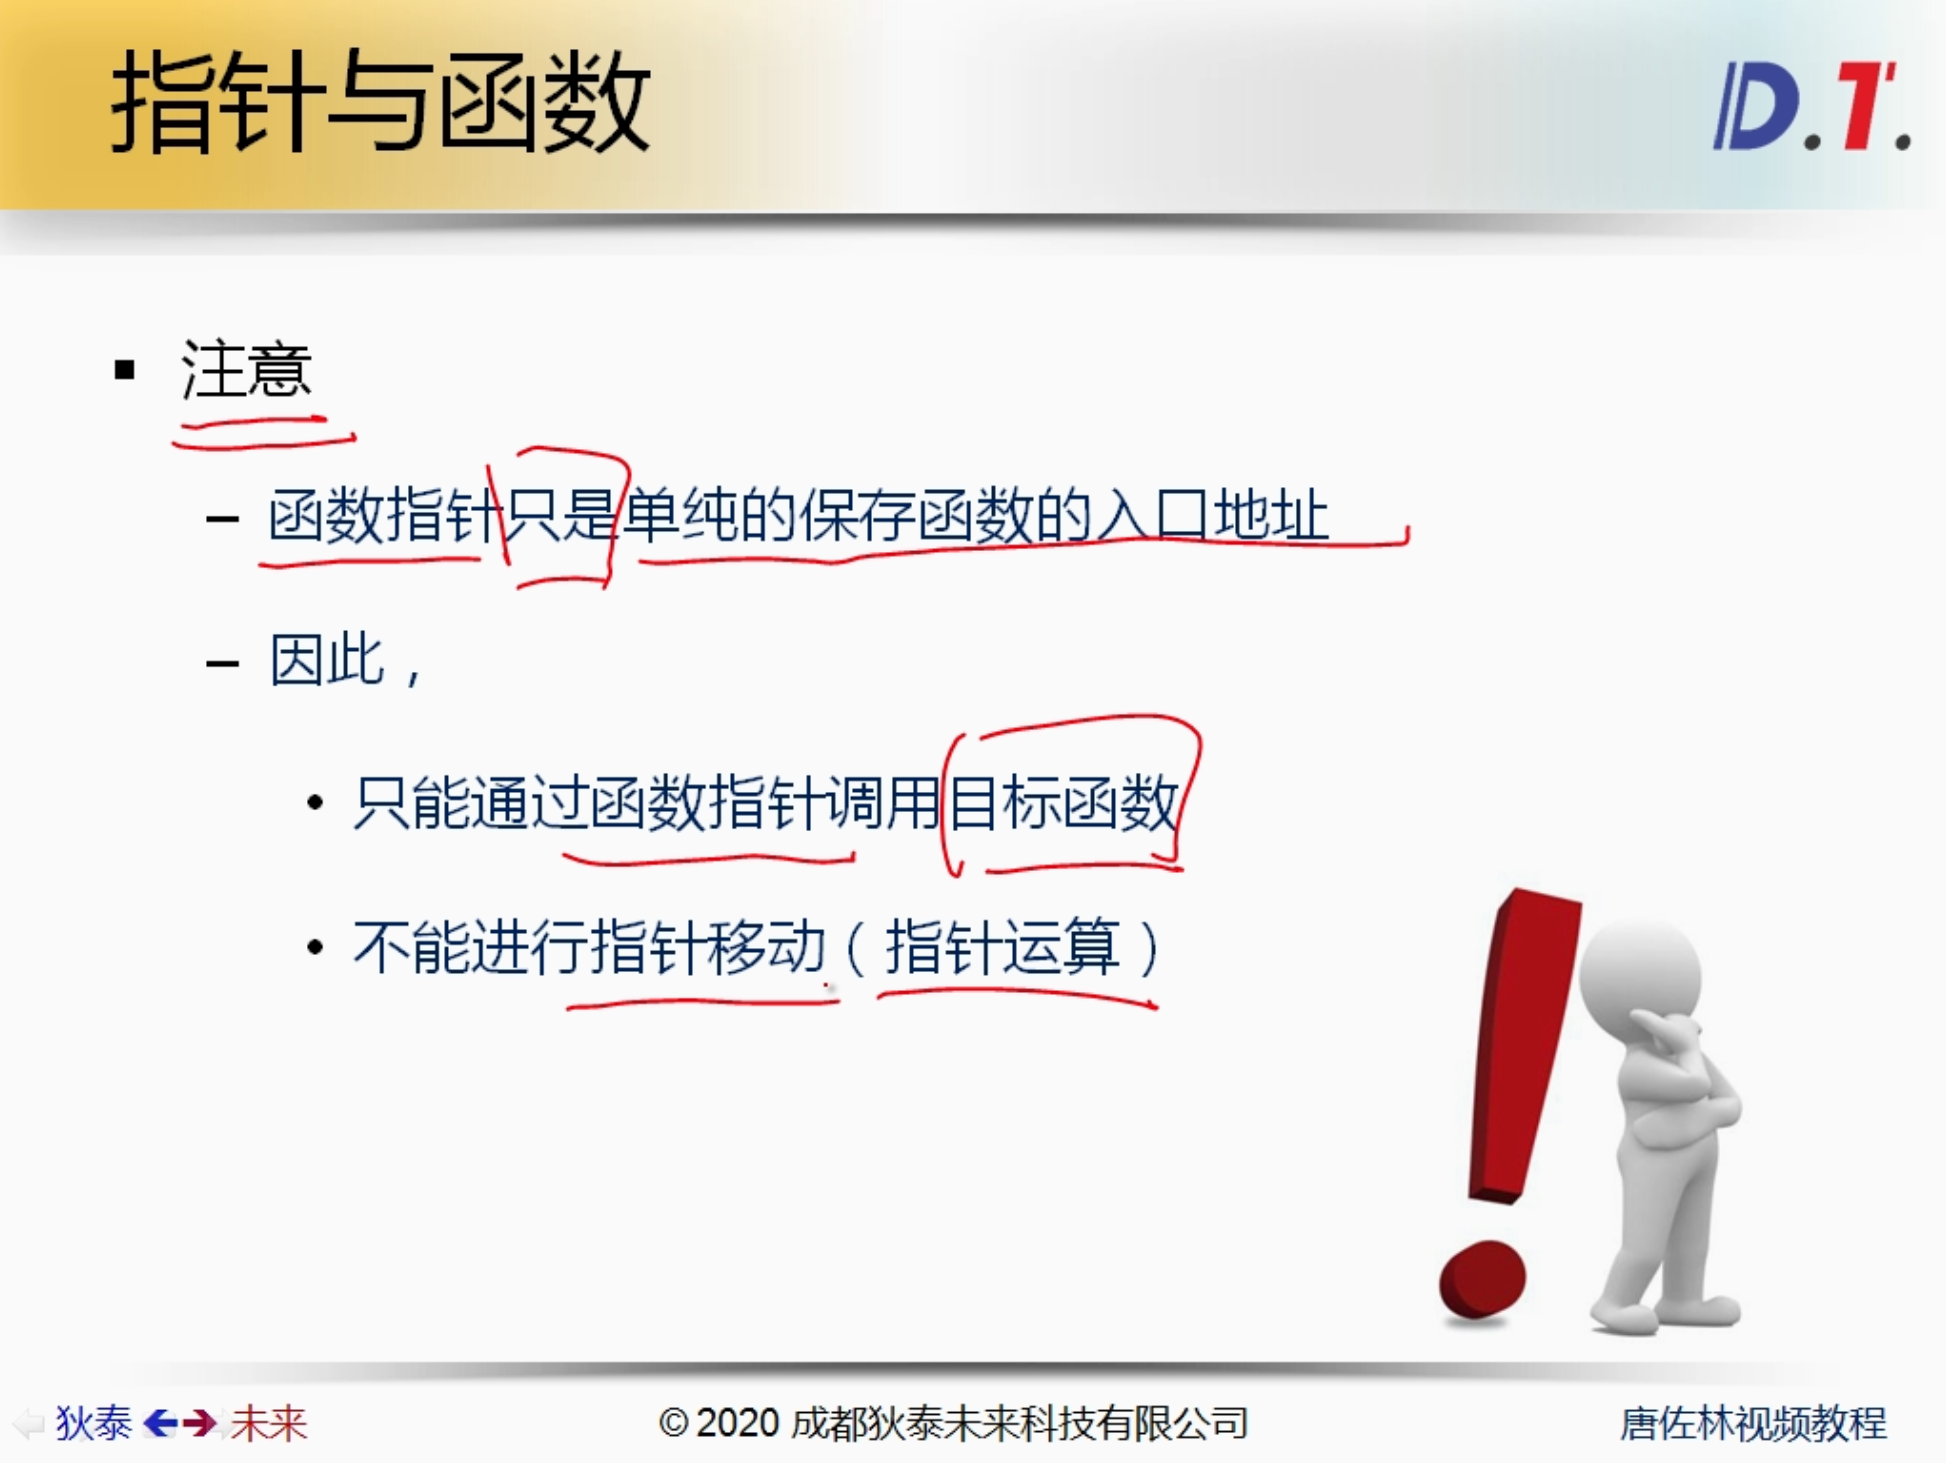 指针与函数
D.T.
▪ 注意
– 函数指针只是单纯的保存函数的入口地址
– 因此，
• 只能通过函数指针调用目标函数
• 不能进行指针移动（指针运算）
狄泰 未来
© 2020 成都狄泰未来科技有限公司
唐佐林视频教程